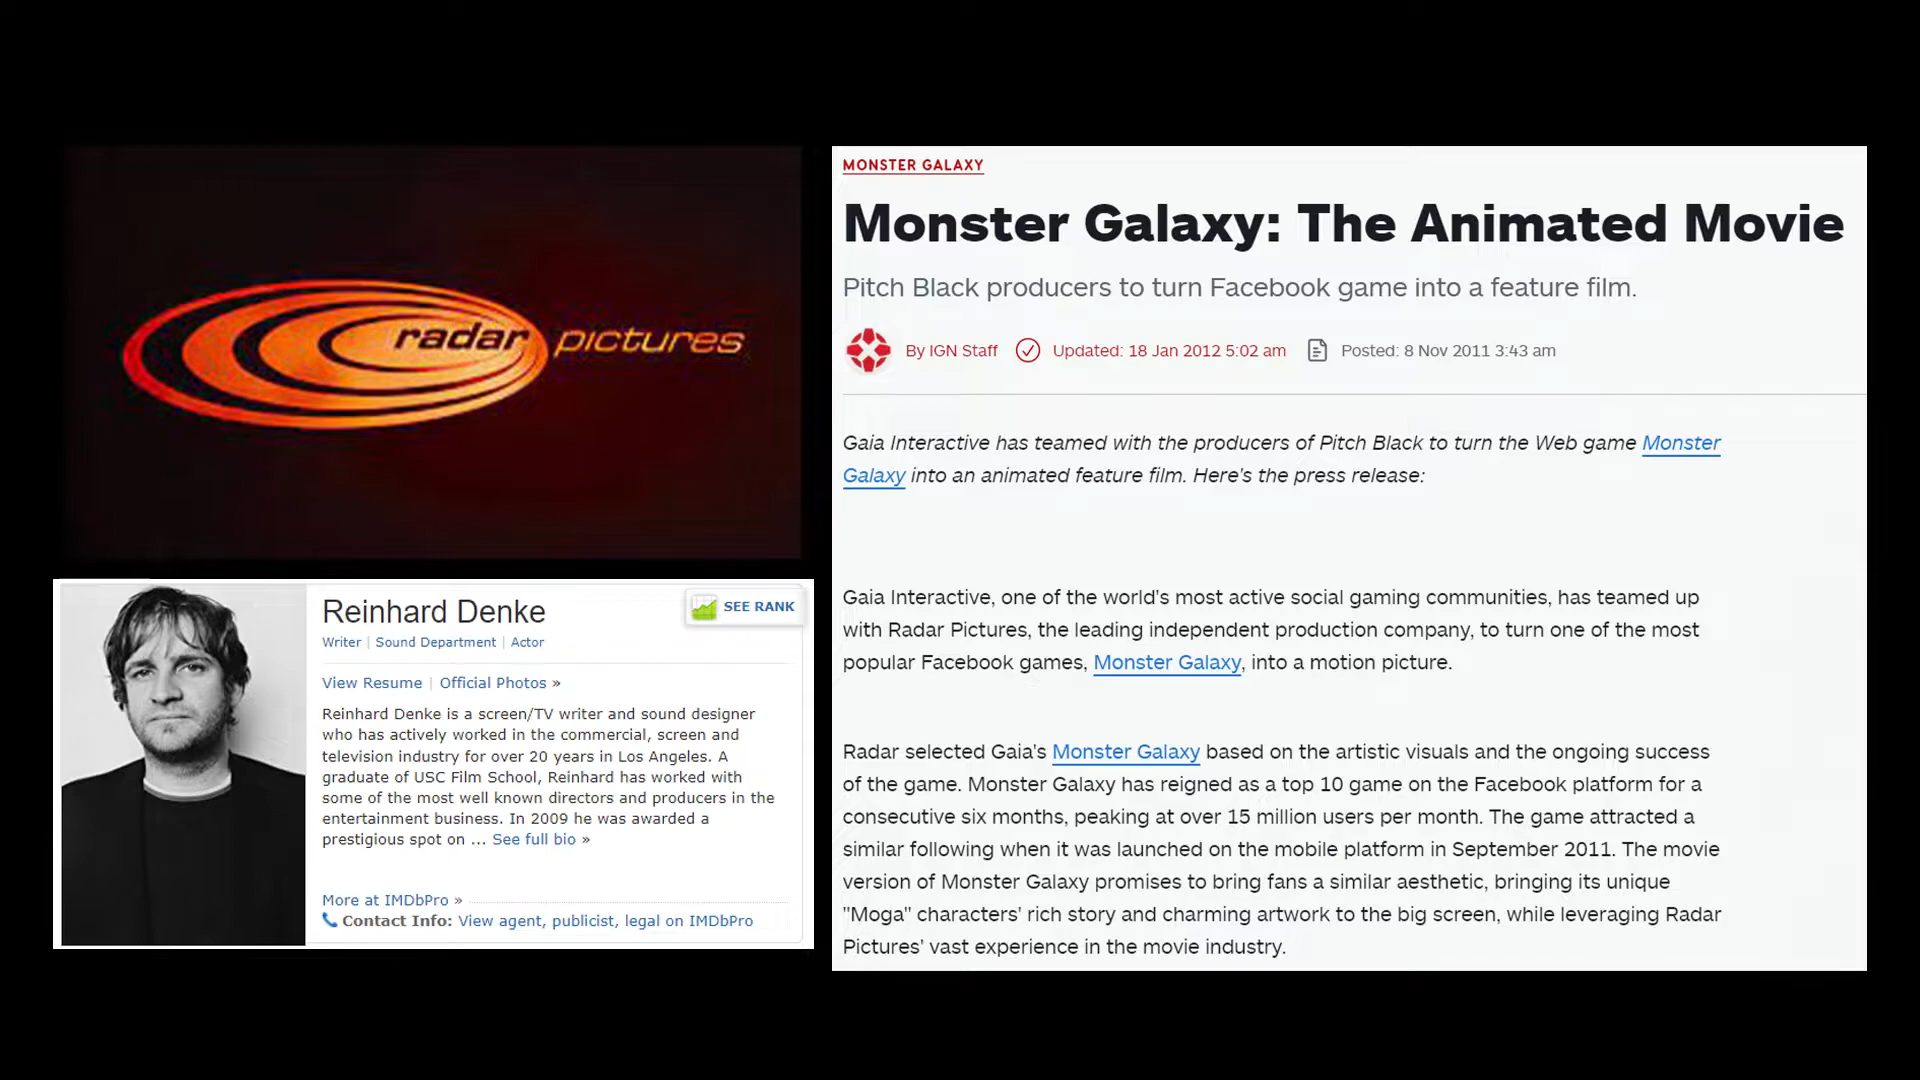 radar pictures
Reinhard Denke
SEE RANK
Writer | Sound Department | Actor
View Resume | Official Photos »
Reinhard Denke is a screen/TV writer and sound designer
who has actively worked in the commercial, screen and
television industry for over 20 years in Los Angeles. A
graduate of USC Film School, Reinhard has worked with
some of the most well known directors and producers in the
entertainment business. In 2009 he was awarded a
prestigious spot on ... See full bio »
More at IMDbPro »
Contact Info: View agent, publicist, legal on IMDbPro
MONSTER GALAXY
Monster Galaxy: The Animated Movie
Pitch Black producers to turn Facebook game into a feature film.
By IGN Staff Updated: 18 Jan 2012 5:02 am Posted: 8 Nov 2011 3:43 am
Gaia Interactive has teamed with the producers of Pitch Black to turn the Web game Monster
Galaxy into an animated feature film. Here's the press release:
Gaia Interactive, one of the world's most active social gaming communities, has teamed up
with Radar Pictures, the leading independent production company, to turn one of the most
popular Facebook games, Monster Galaxy, into a motion picture.
Radar selected Gaia's Monster Galaxy based on the artistic visuals and the ongoing success
of the game. Monster Galaxy has reigned as a top 10 game on the Facebook platform for a
consecutive six months, peaking at over 15 million users per month. The game attracted a
similar following when it was launched on the mobile platform in September 2011. The movie
version of Monster Galaxy promises to bring fans a similar aesthetic, bringing its unique
"Moga" characters' rich story and charming artwork to the big screen, while leveraging Radar
Pictures' vast experience in the movie industry.